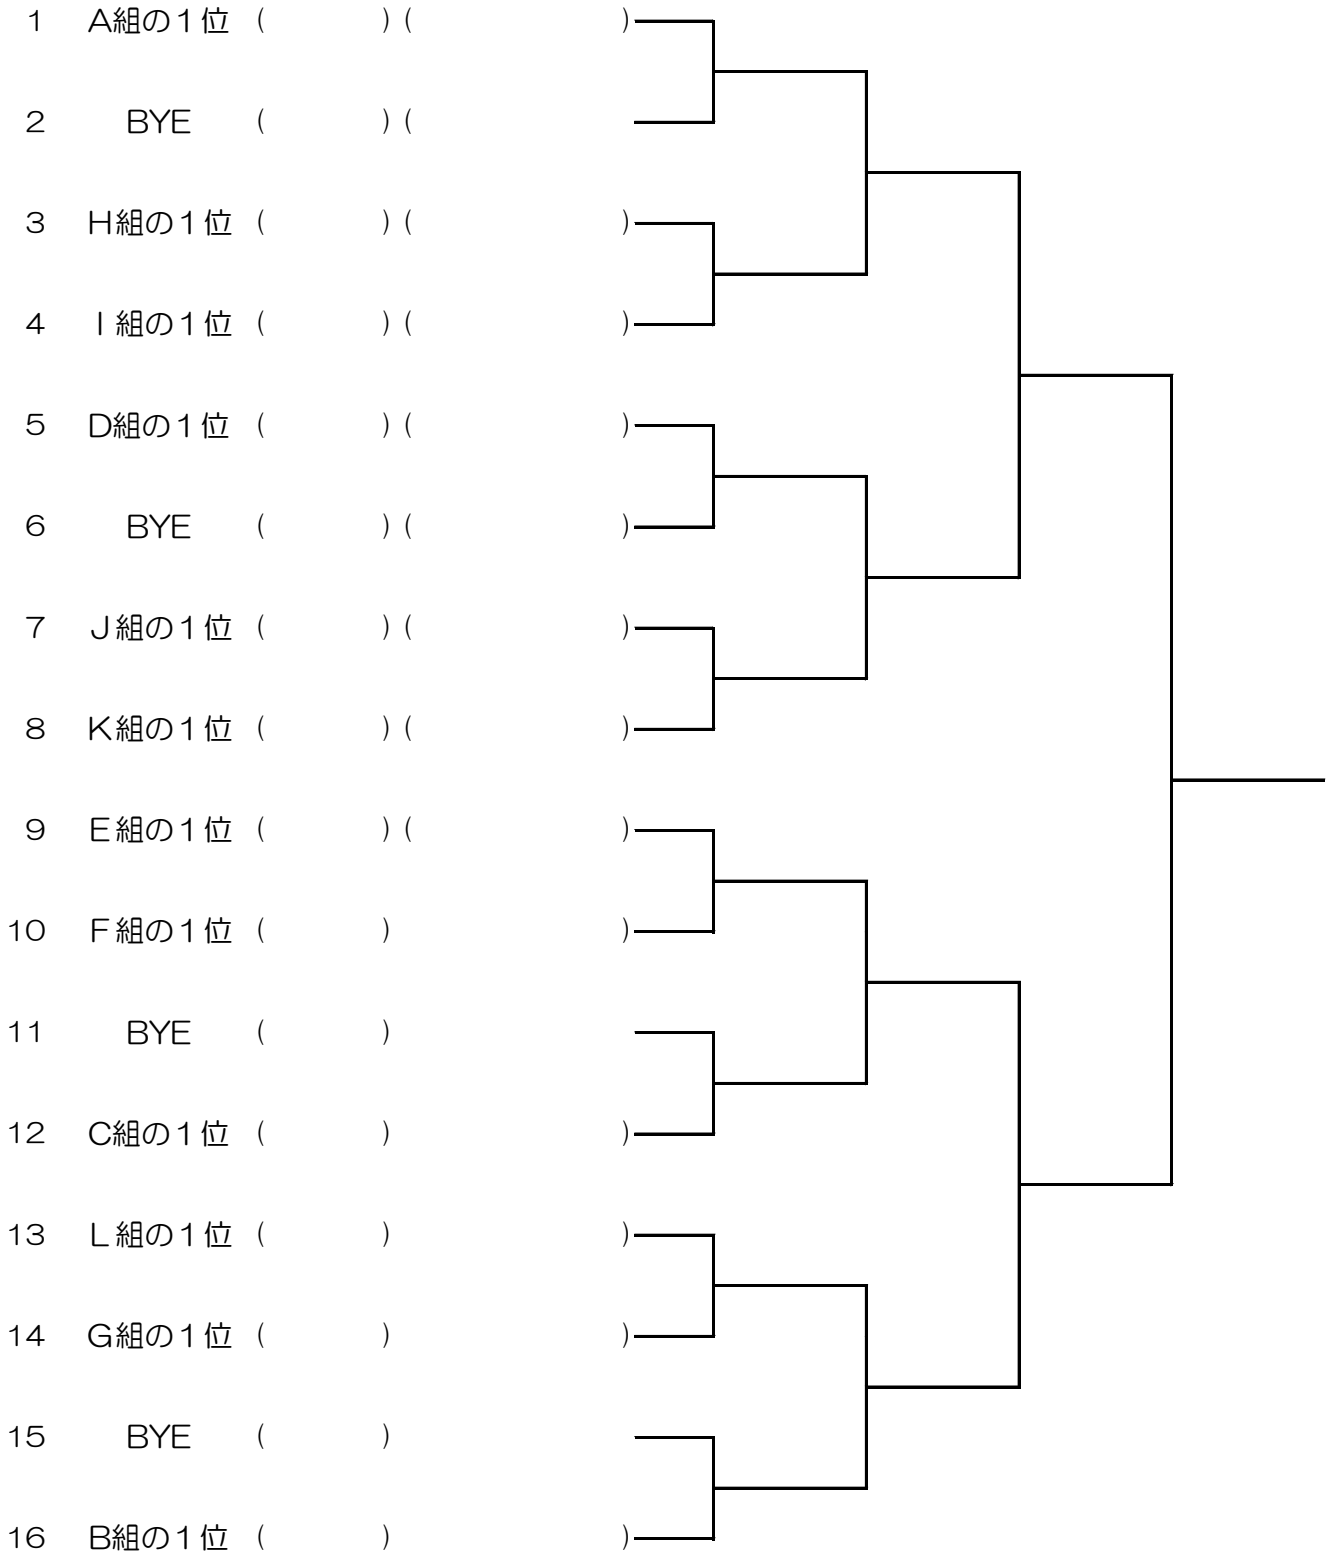 1 A組の１位 ( ) ( )
2 BYE ( ) (
3 H組の１位 ( ) ( )
4 I組の１位 ( ) ( )
5 D組の１位 ( ) ( )
6 BYE ( ) ( )
7 J組の１位 ( ) ( )
8 K組の１位 ( ) ( )
9 E組の１位 ( ) ( )
10 F組の１位 ( ) )
11 BYE ( )
12 C組の１位 ( ) )
13 L組の１位 ( ) )
14 G組の１位 ( ) )
15 BYE ( )
16 B組の１位 ( ) )